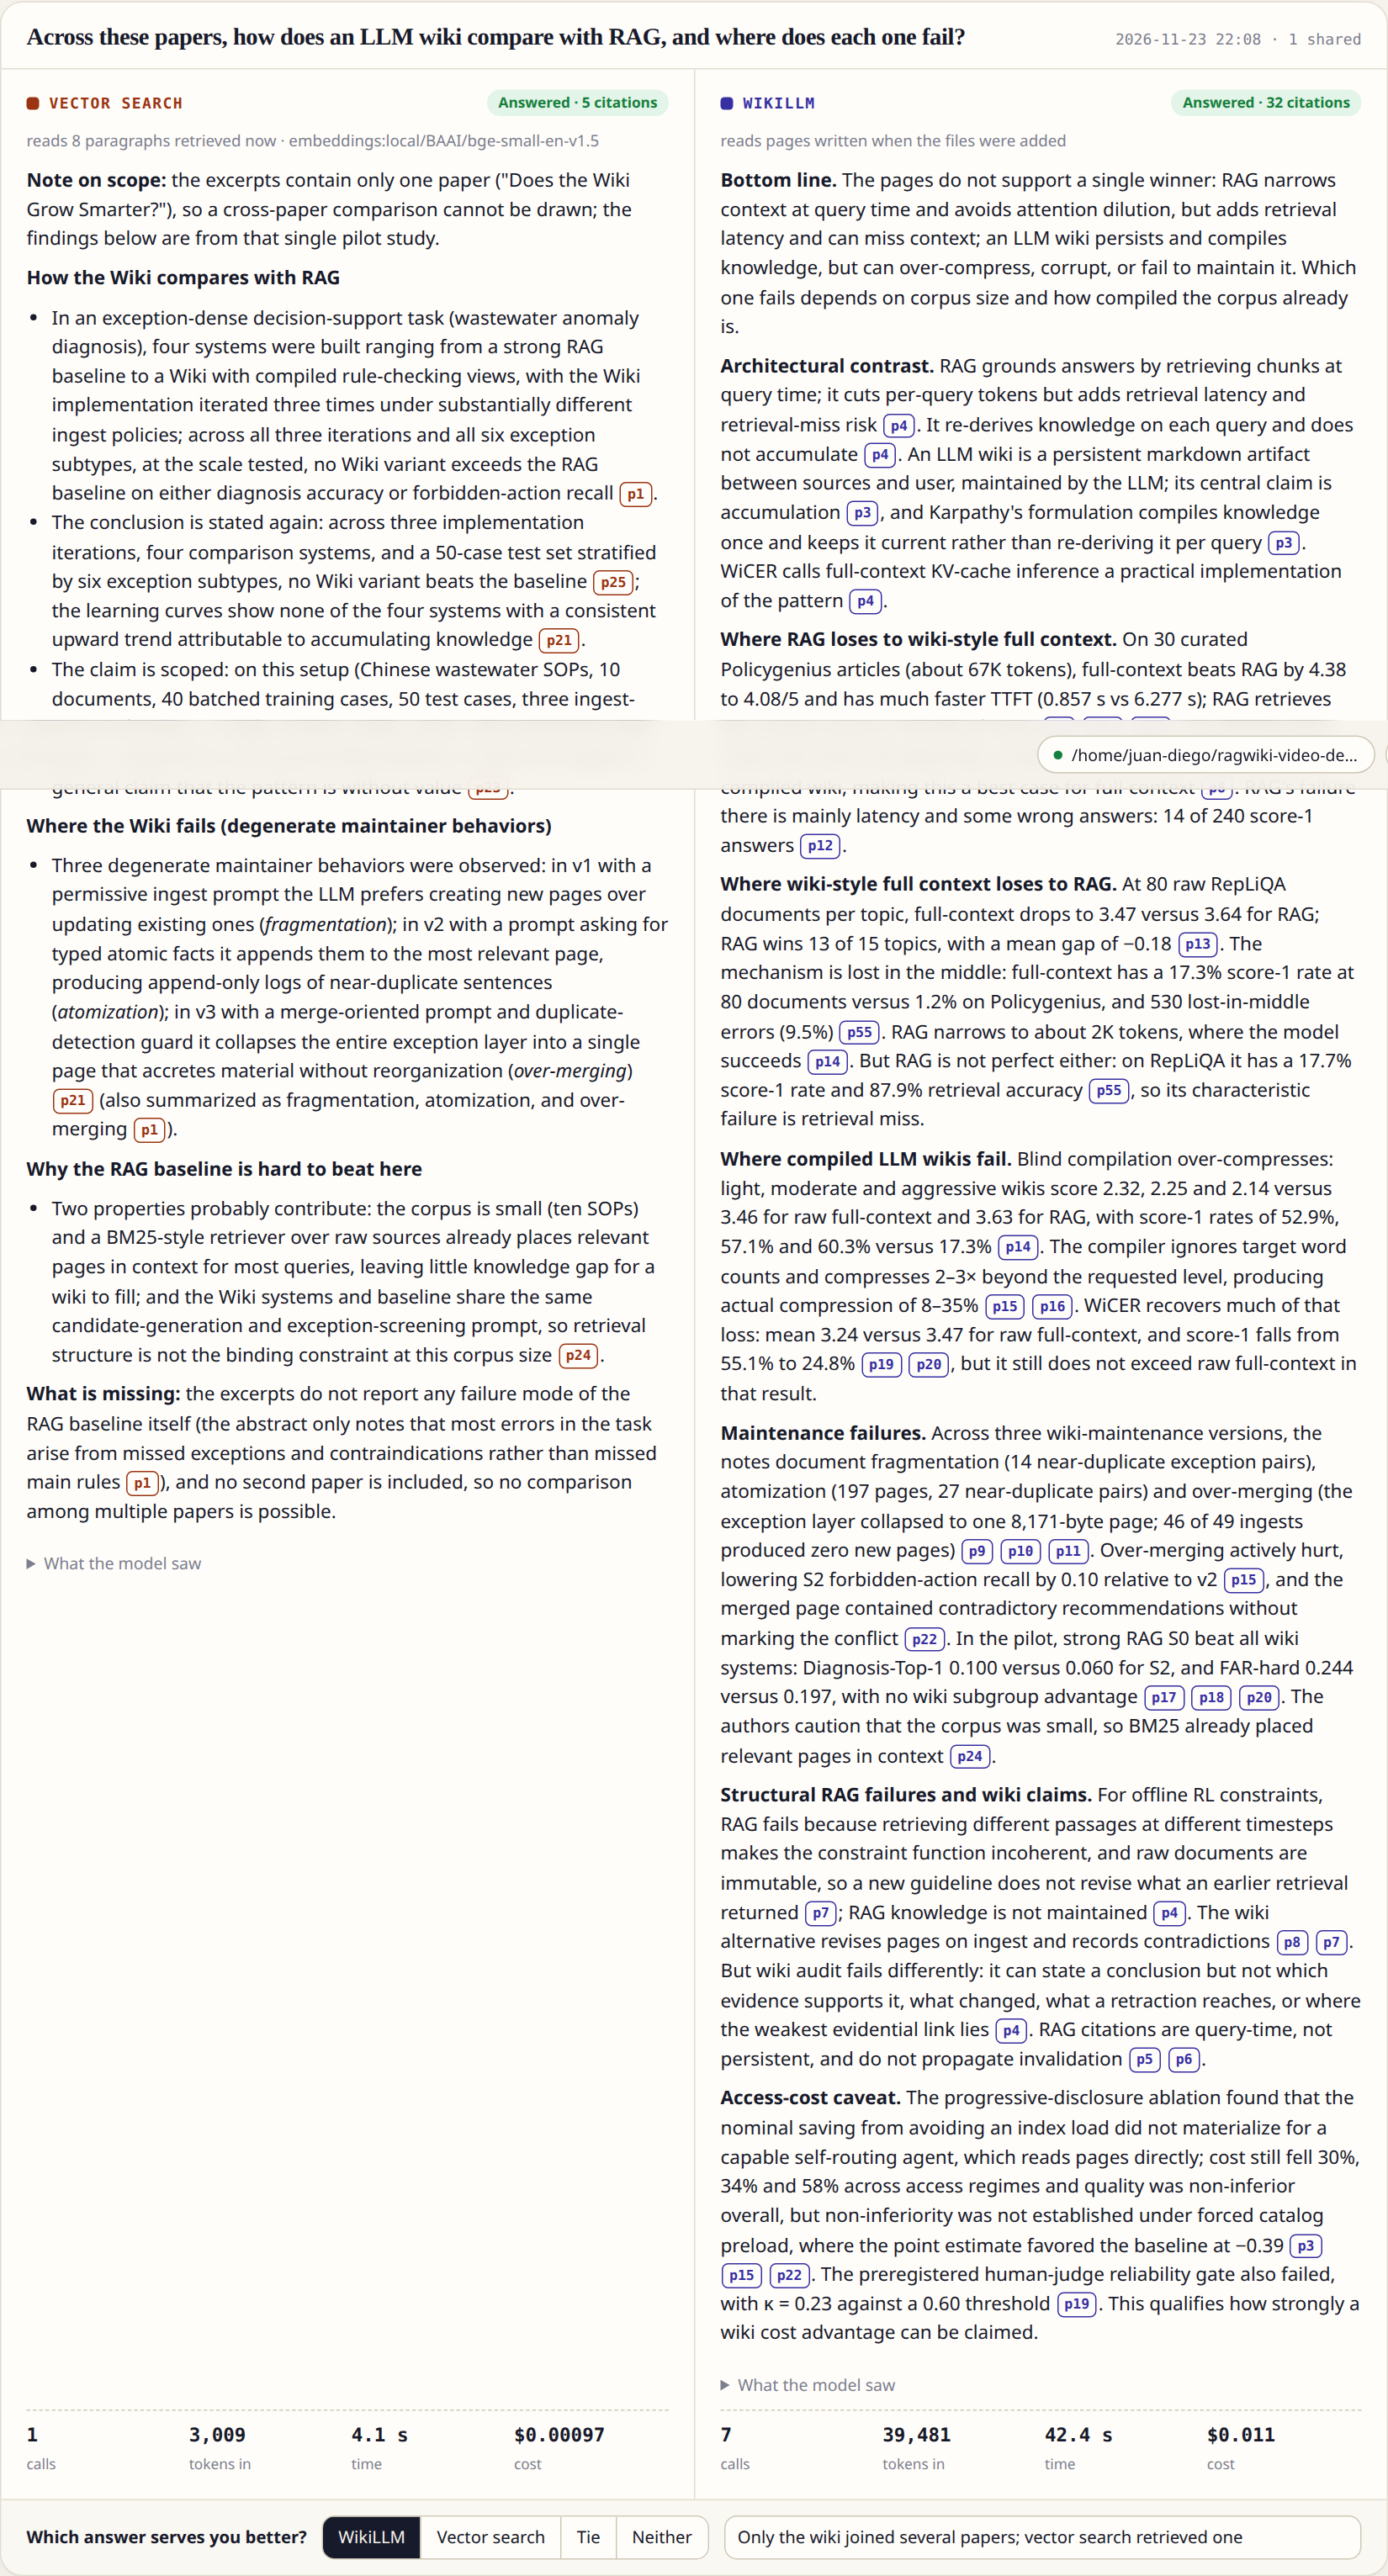 Across these papers, how does an LLM wiki compare with RAG, and where does each one fail?
2026-11-23 22:08 · 1 shared
VECTOR SEARCH
Answered · 5 citations
reads 8 paragraphs retrieved now · embeddings:local/BAAI/bge-small-en-v1.5
Note on scope: the excerpts contain only one paper ("Does the Wiki
Grow Smarter?"), so a cross-paper comparison cannot be drawn; the
findings below are from that single pilot study.
How the Wiki compares with RAG
• In an exception-dense decision-support task (wastewater anomaly
diagnosis), four systems were built ranging from a strong RAG
baseline to a Wiki with compiled rule-checking views, with the Wiki
implementation iterated three times under substantially different
ingest policies; across all three iterations and all six exception
subtypes, at the scale tested, no Wiki variant exceeds the RAG
baseline on either diagnosis accuracy or forbidden-action recall p1.
• The conclusion is stated again: across three implementation
iterations, four comparison systems, and a 50-case test set stratified
by six exception subtypes, no Wiki variant beats the baseline p25;
the learning curves show none of the four systems with a consistent
upward trend attributable to accumulating knowledge p21.
• The claim is scoped: on this setup (Chinese wastewater SOPs, 10
documents, 40 batched training cases, 50 test cases, three ingest-
general claim that the pattern is without value p23.
Where the Wiki fails (degenerate maintainer behaviors)
• Three degenerate maintainer behaviors were observed: in v1 with a
permissive ingest prompt the LLM prefers creating new pages over
updating existing ones (fragmentation); in v2 with a prompt asking for
typed atomic facts it appends them to the most relevant page,
producing append-only logs of near-duplicate sentences
(atomization); in v3 with a merge-oriented prompt and duplicate-
detection guard it collapses the entire exception layer into a single
page that accretes material without reorganization (over-merging)
p21 (also summarized as fragmentation, atomization, and over-
merging p1).
Why the RAG baseline is hard to beat here
• Two properties probably contribute: the corpus is small (ten SOPs)
and a BM25-style retriever over raw sources already places relevant
pages in context for most queries, leaving little knowledge gap for a
wiki to fill; and the Wiki systems and baseline share the same
candidate-generation and exception-screening prompt, so retrieval
structure is not the binding constraint at this corpus size p24.
What is missing: the excerpts do not report any failure mode of the
RAG baseline itself (the abstract only notes that most errors in the task
arise from missed exceptions and contraindications rather than missed
main rules p1), and no second paper is included, so no comparison
among multiple papers is possible.
▶ What the model saw
1 3,009 4.1 s $0.00097
calls tokens in time cost
WIKILLM
Answered · 32 citations
reads pages written when the files were added
Bottom line. The pages do not support a single winner: RAG narrows
context at query time and avoids attention dilution, but adds retrieval
latency and can miss context; an LLM wiki persists and compiles
knowledge, but can over-compress, corrupt, or fail to maintain it. Which
one fails depends on corpus size and how compiled the corpus already
is.
Architectural contrast. RAG grounds answers by retrieving chunks at
query time; it cuts per-query tokens but adds retrieval latency and
retrieval-miss risk p4. It re-derives knowledge on each query and does
not accumulate p4. An LLM wiki is a persistent markdown artifact
between sources and user, maintained by the LLM; its central claim is
accumulation p3, and Karpathy's formulation compiles knowledge
once and keeps it current rather than re-deriving it per query p3.
WiCER calls full-context KV-cache inference a practical implementation
of the pattern p4.
Where RAG loses to wiki-style full context. On 30 curated
Policygenius articles (about 67K tokens), full-context beats RAG by 4.38
to 4.08/5 and has much faster TTFT (0.857 s vs 6.277 s); RAG retrieves
/home/juan-diego/ragwiki-video-de...
compiled wiki, making this a best case for full context p6. RAG's failure
there is mainly latency and some wrong answers: 14 of 240 score-1
answers p12.
Where wiki-style full context loses to RAG. At 80 raw RepLiQA
documents per topic, full-context drops to 3.47 versus 3.64 for RAG;
RAG wins 13 of 15 topics, with a mean gap of −0.18 p13. The
mechanism is lost in the middle: full-context has a 17.3% score-1 rate at
80 documents versus 1.2% on Policygenius, and 530 lost-in-middle
errors (9.5%) p55. RAG narrows to about 2K tokens, where the model
succeeds p14. But RAG is not perfect either: on RepLiQA it has a 17.7%
score-1 rate and 87.9% retrieval accuracy p55, so its characteristic
failure is retrieval miss.
Where compiled LLM wikis fail. Blind compilation over-compresses:
light, moderate and aggressive wikis score 2.32, 2.25 and 2.14 versus
3.46 for raw full-context and 3.63 for RAG, with score-1 rates of 52.9%,
57.1% and 60.3% versus 17.3% p14. The compiler ignores target word
counts and compresses 2–3× beyond the requested level, producing
actual compression of 8–35% p15 p16. WiCER recovers much of that
loss: mean 3.24 versus 3.47 for raw full-context, and score-1 falls from
55.1% to 24.8% p19 p20, but it still does not exceed raw full-context in
that result.
Maintenance failures. Across three wiki-maintenance versions, the
notes document fragmentation (14 near-duplicate exception pairs),
atomization (197 pages, 27 near-duplicate pairs) and over-merging (the
exception layer collapsed to one 8,171-byte page; 46 of 49 ingests
produced zero new pages) p9 p10 p11. Over-merging actively hurt,
lowering S2 forbidden-action recall by 0.10 relative to v2 p15, and the
merged page contained contradictory recommendations without
marking the conflict p22. In the pilot, strong RAG S0 beat all wiki
systems: Diagnosis-Top-1 0.100 versus 0.060 for S2, and FAR-hard 0.244
versus 0.197, with no wiki subgroup advantage p17 p18 p20. The
authors caution that the corpus was small, so BM25 already placed
relevant pages in context p24.
Structural RAG failures and wiki claims. For offline RL constraints,
RAG fails because retrieving different passages at different timesteps
makes the constraint function incoherent, and raw documents are
immutable, so a new guideline does not revise what an earlier retrieval
returned p7; RAG knowledge is not maintained p4. The wiki
alternative revises pages on ingest and records contradictions p8 p7.
But wiki audit fails differently: it can state a conclusion but not which
evidence supports it, what changed, what a retraction reaches, or where
the weakest evidential link lies p4. RAG citations are query-time, not
persistent, and do not propagate invalidation p5 p6.
Access-cost caveat. The progressive-disclosure ablation found that the
nominal saving from avoiding an index load did not materialize for a
capable self-routing agent, which reads pages directly; cost still fell 30%,
34% and 58% across access regimes and quality was non-inferior
overall, but non-inferiority was not established under forced catalog
preload, where the point estimate favored the baseline at −0.39 p3
p15 p22. The preregistered human-judge reliability gate also failed,
with κ = 0.23 against a 0.60 threshold p19. This qualifies how strongly a
wiki cost advantage can be claimed.
▶ What the model saw
7 39,481 42.4 s $0.011
calls tokens in time cost
Which answer serves you better? WikiLLM Vector search Tie Neither Only the wiki joined several papers; vector search retrieved one